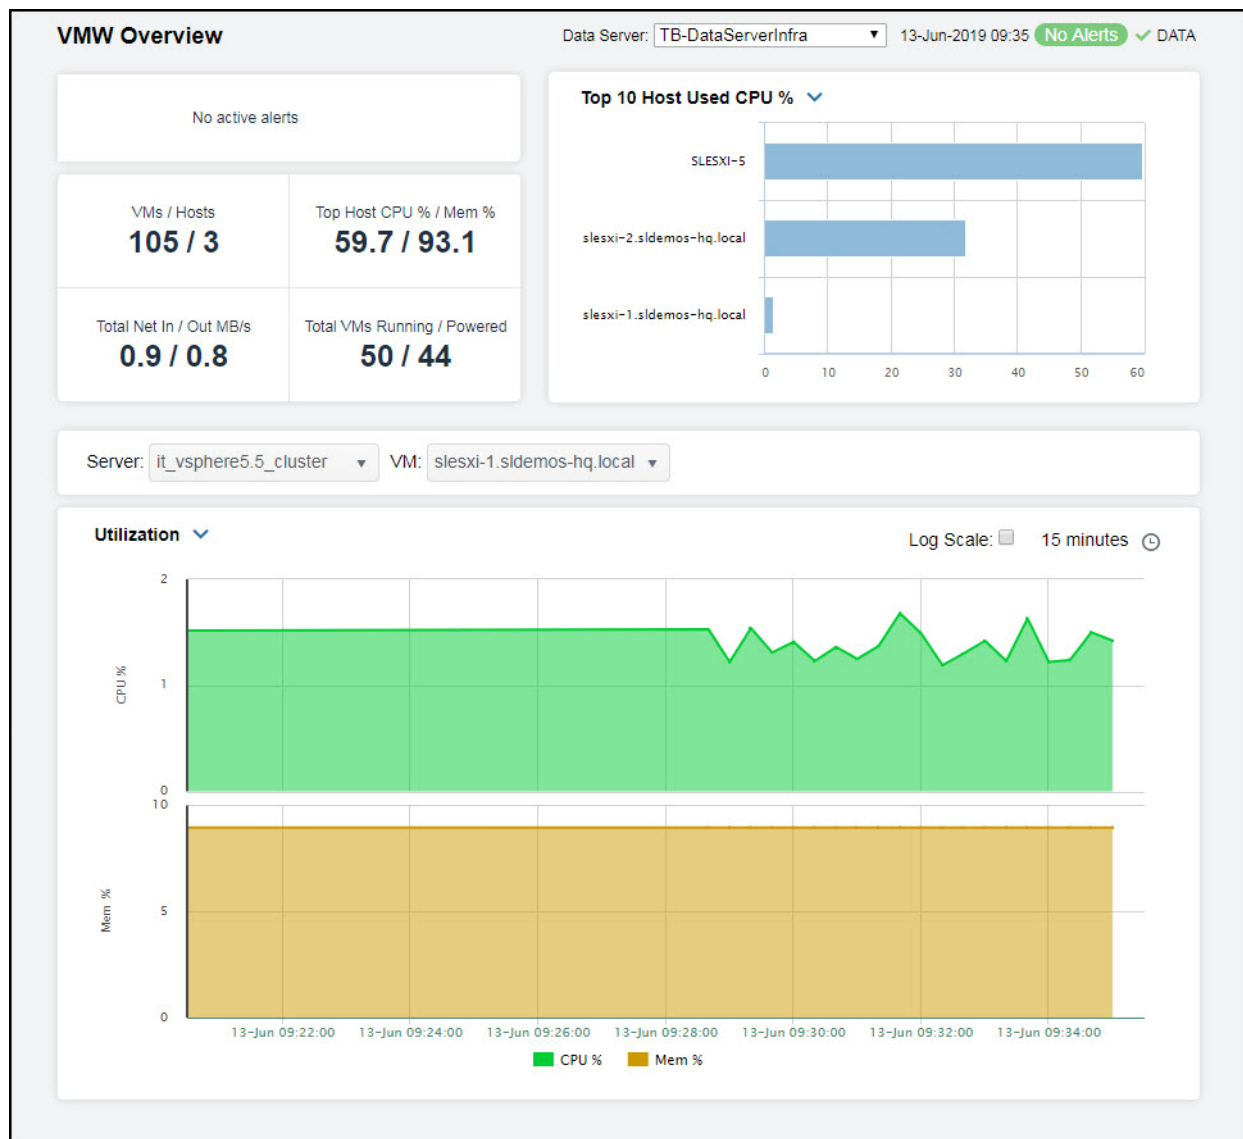 VMW Overview
Data Server: TB-DataServerInfra 13-Jun-2019 09:35 No Alerts DATA
No active alerts
VMs / Hosts
105 / 3
Top Host CPU % / Mem %
59.7 / 93.1
Total Net In / Out MB/s
0.9 / 0.8
Total VMs Running / Powered
50 / 44
Top 10 Host Used CPU %
SLESXI-5
slesxi-2.sldemos-hq.local
slesxi-1.sldemos-hq.local
0 10 20 30 40 50 60
Server: it_vsphere5.5_cluster VM: slesxi-1.sldemos-hq.local
Utilization
Log Scale: 15 minutes
2
1
0
CPU %
10
5
0
Mem %
13-Jun 09:22:00 13-Jun 09:24:00 13-Jun 09:26:00 13-Jun 09:28:00 13-Jun 09:30:00 13-Jun 09:32:00 13-Jun 09:34:00
CPU % Mem %